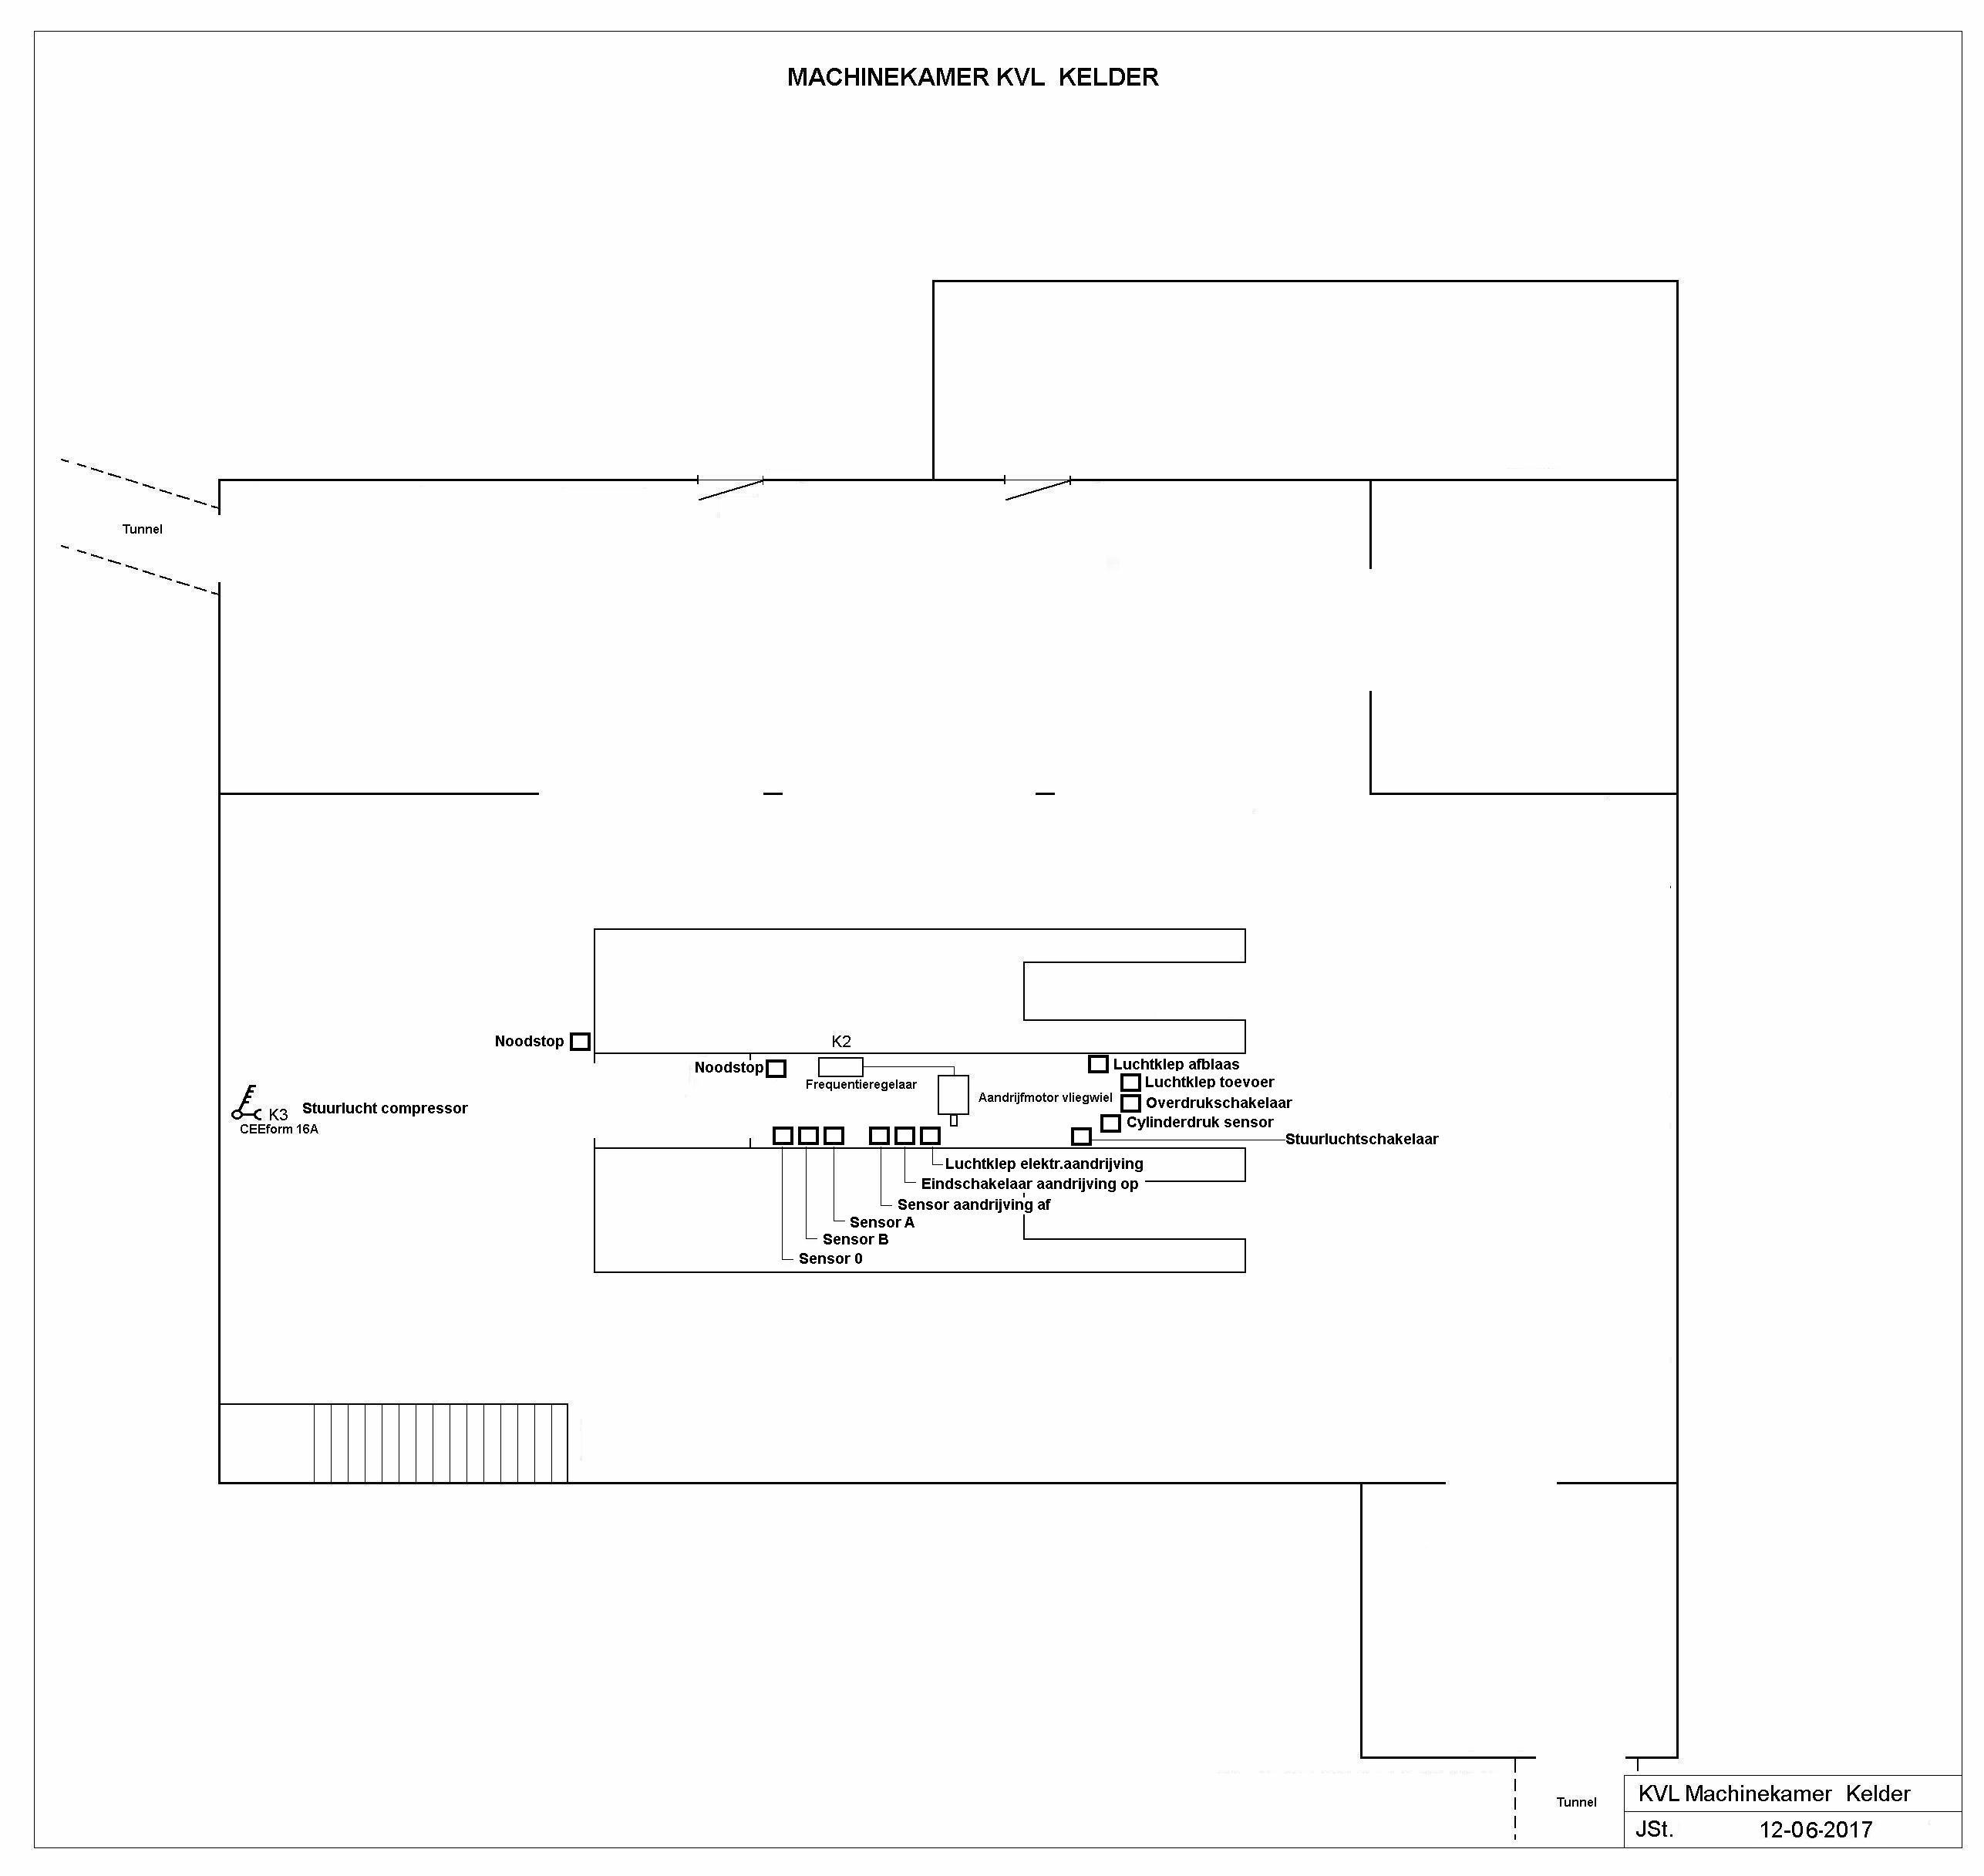 MACHINEKAMER KVL  KELDER
Tunnel
Noodstop
K2
Noodstop
Frequentieregelaar
Aandrijfmotor vliegwiel
Luchtklep afblaas
Luchtklep toevoer
Overdrukschakelaar
Cylinderdruk sensor
Stuurluchtschakelaar
K3 Stuurlucht compressor
CEEform 16A
Luchtklep elektr.aandrijving
Eindschakelaar aandrijving op
Sensor aandrijving af
Sensor A
Sensor B
Sensor 0
Tunnel
KVL Machinekamer  Kelder
JSt. 12-06-2017